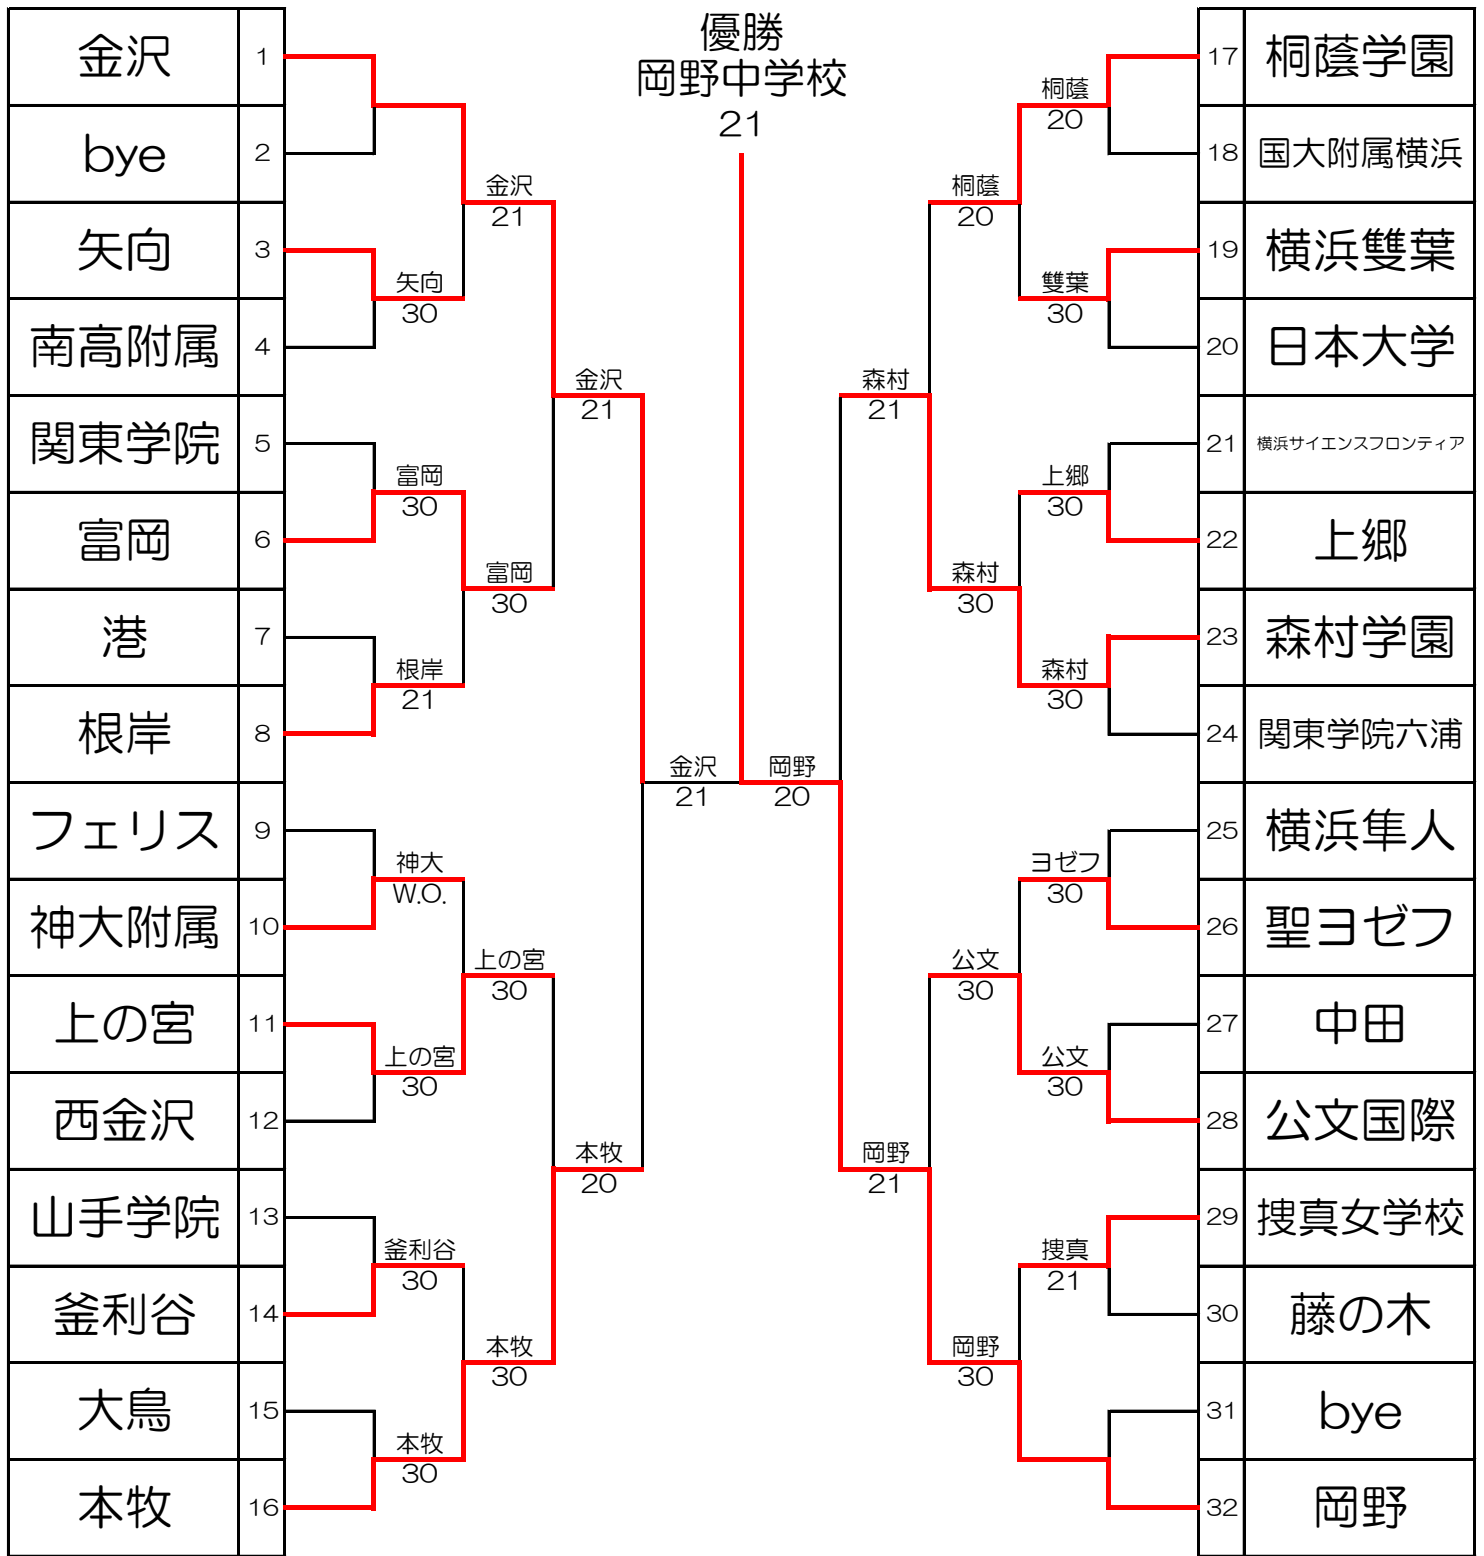 優勝
岡野中学校
21
金沢 1
bye 2
矢向 3
南高附属 4
関東学院 5
富岡 6
港 7
根岸 8
フェリス 9
神大附属 10
上の宮 11
西金沢 12
山手学院 13
釜利谷 14
大鳥 15
本牧 16
矢向
30
富岡
30
根岸
21
神大
W.O.
上の宮
30
釜利谷
30
本牧
30
金沢
21
富岡
30
上の宮
30
本牧
30
金沢
21
本牧
20
金沢
21
岡野
20
森村
21
岡野
21
桐蔭
20
森村
30
公文
30
岡野
30
桐蔭
20
雙葉
30
上郷
30
森村
30
ヨゼフ
30
公文
30
捜真
21
17 桐蔭学園
18 国大附属横浜
19 横浜雙葉
20 日本大学
21 横浜サイエンスフロンティア
22 上郷
23 森村学園
24 関東学院六浦
25 横浜隼人
26 聖ヨゼフ
27 中田
28 公文国際
29 捜真女学校
30 藤の木
31 bye
32 岡野